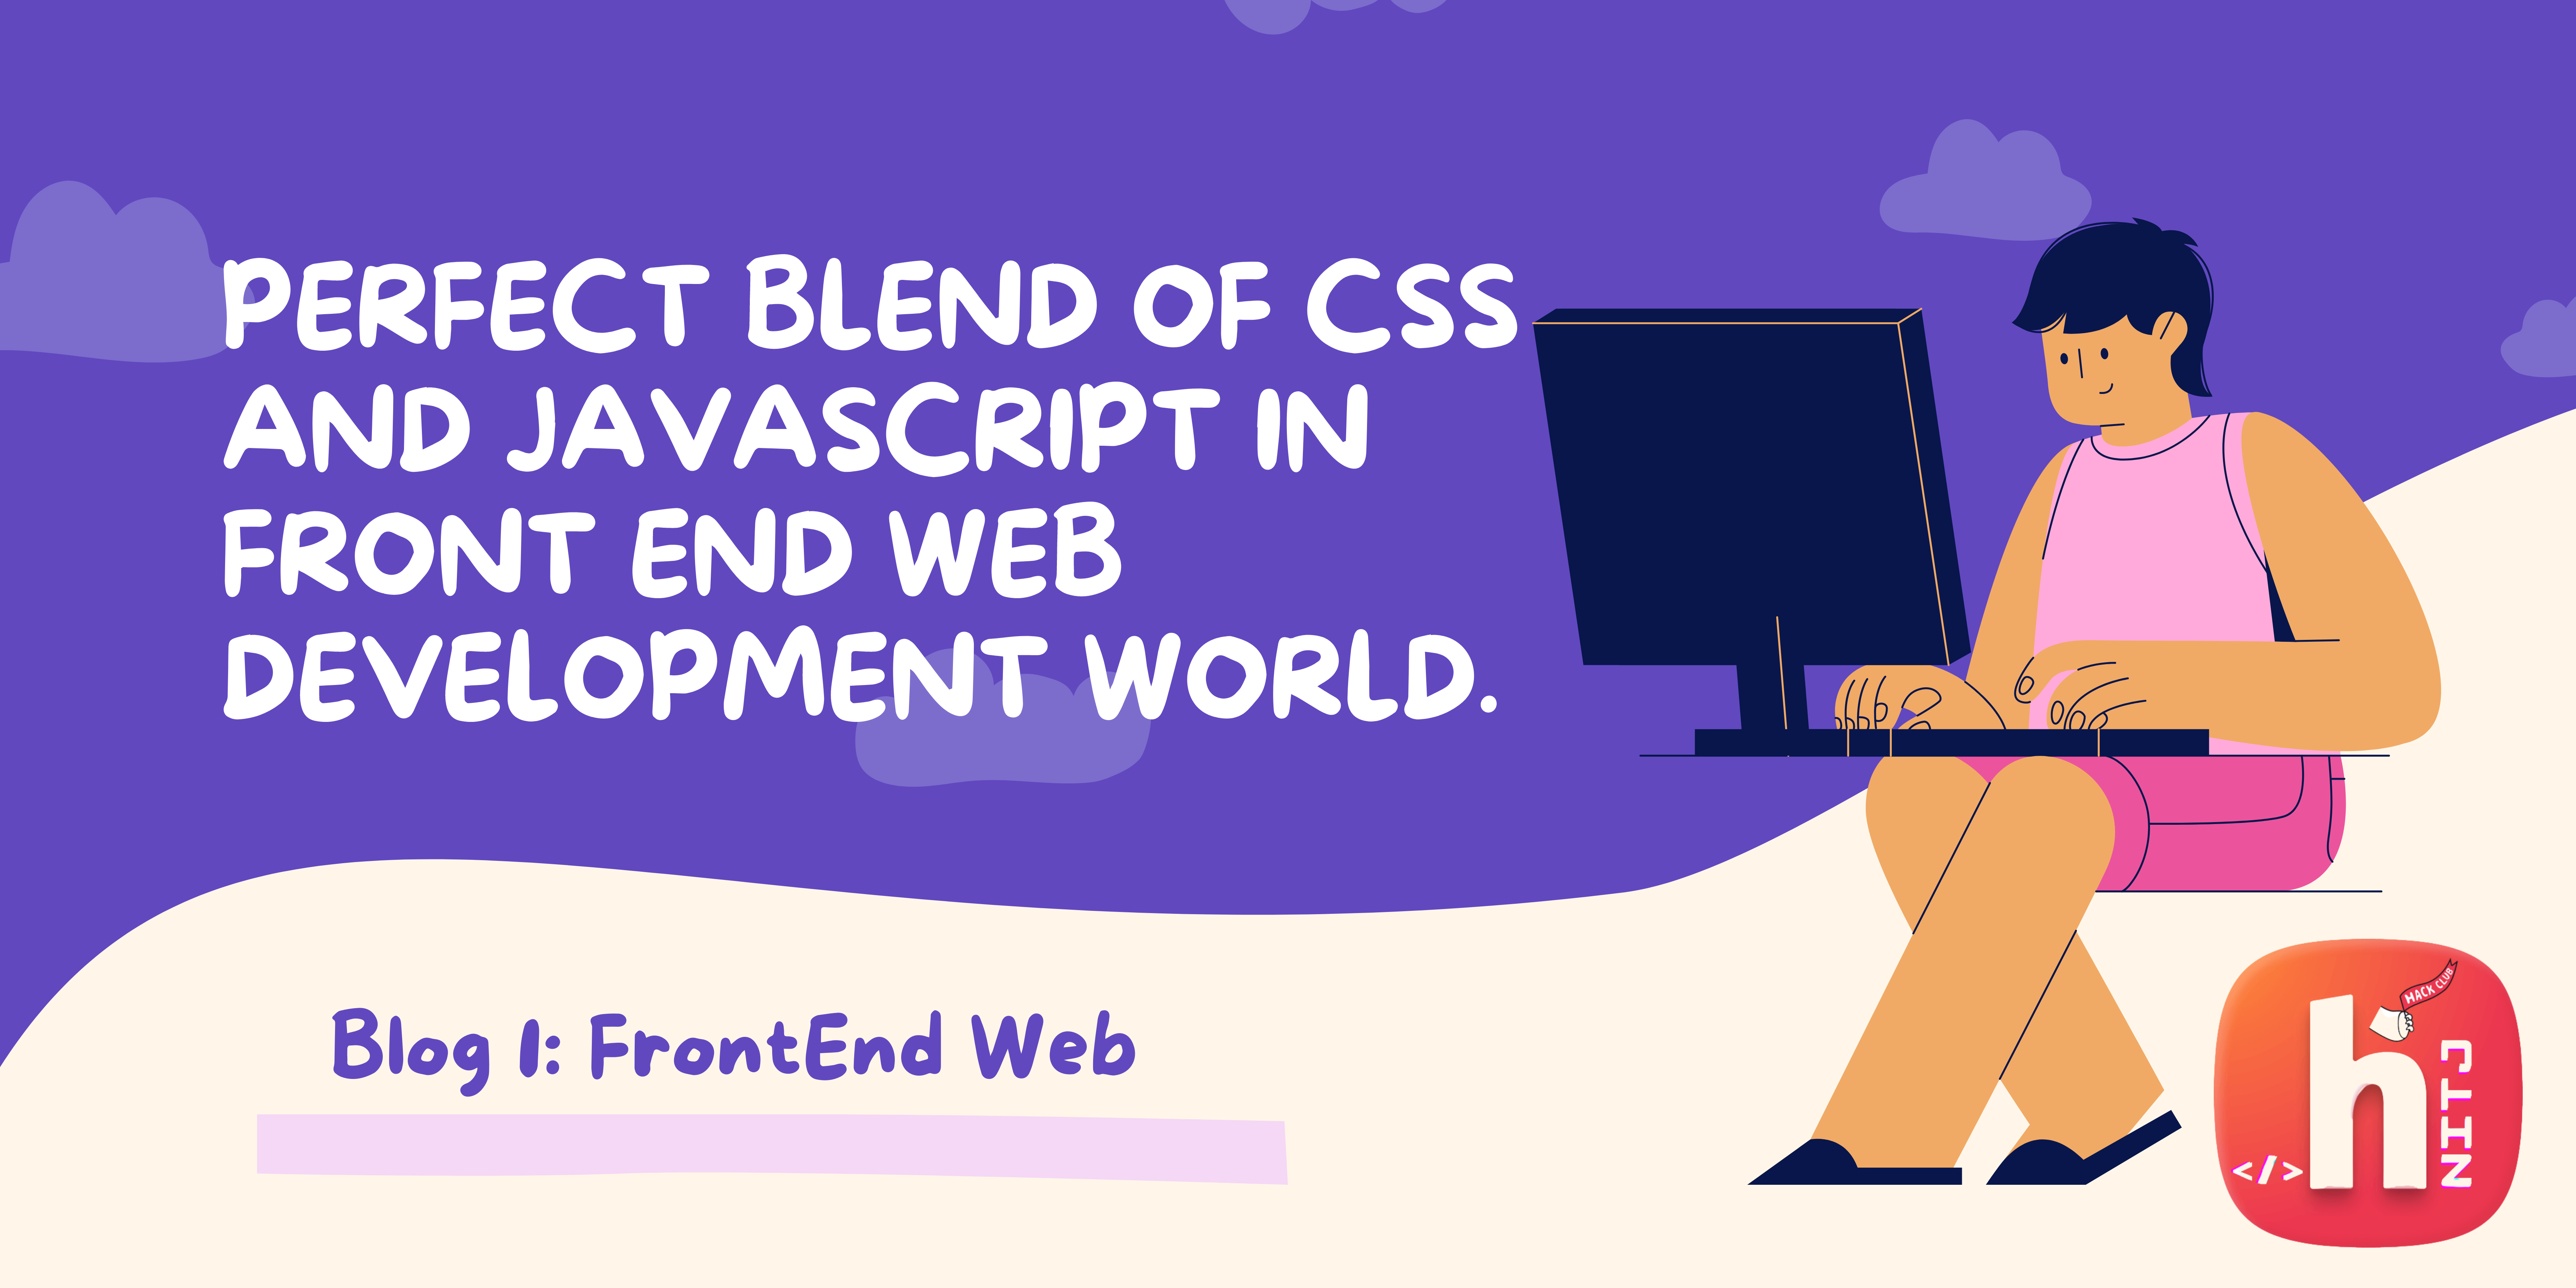 PERFECT BLEND OF CSS
AND JAVASCRIPT IN
FRONT END WEB
DEVELOPMENT WORLD.
Blog 1: FrontEnd Web
HACK CLUB
h
NITJ
</>